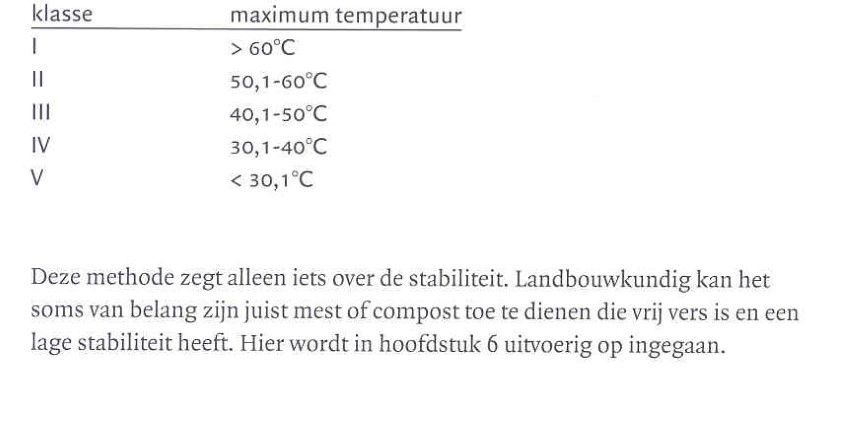 klasse maximum temperatuur
I > 60°C
II 50,1-60°C
III 40,1-50°C
IV 30,1-40°C
V < 30,1°C
Deze methode zegt alleen iets over de stabiliteit. Landbouwkundig kan het
soms van belang zijn juist mest of compost toe te dienen die vrij vers is en een
lage stabiliteit heeft. Hier wordt in hoofdstuk 6 uitvoerig op ingegaan.